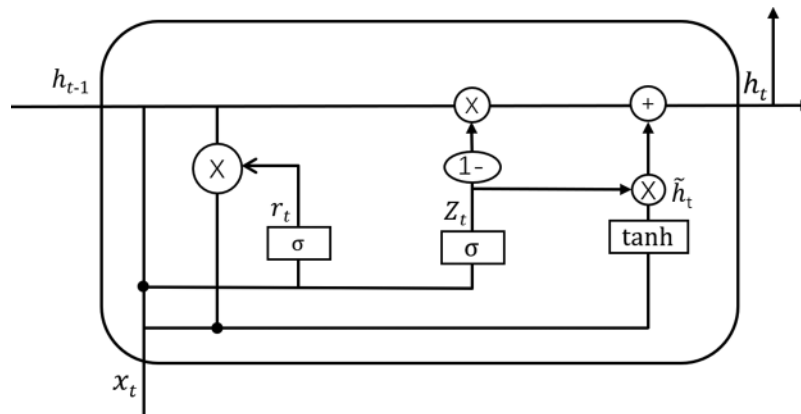 h_{t-1}
X
+
h_t
X
1-
X
h̃_t
r_t
Z_t
σ
σ
tanh
x_t